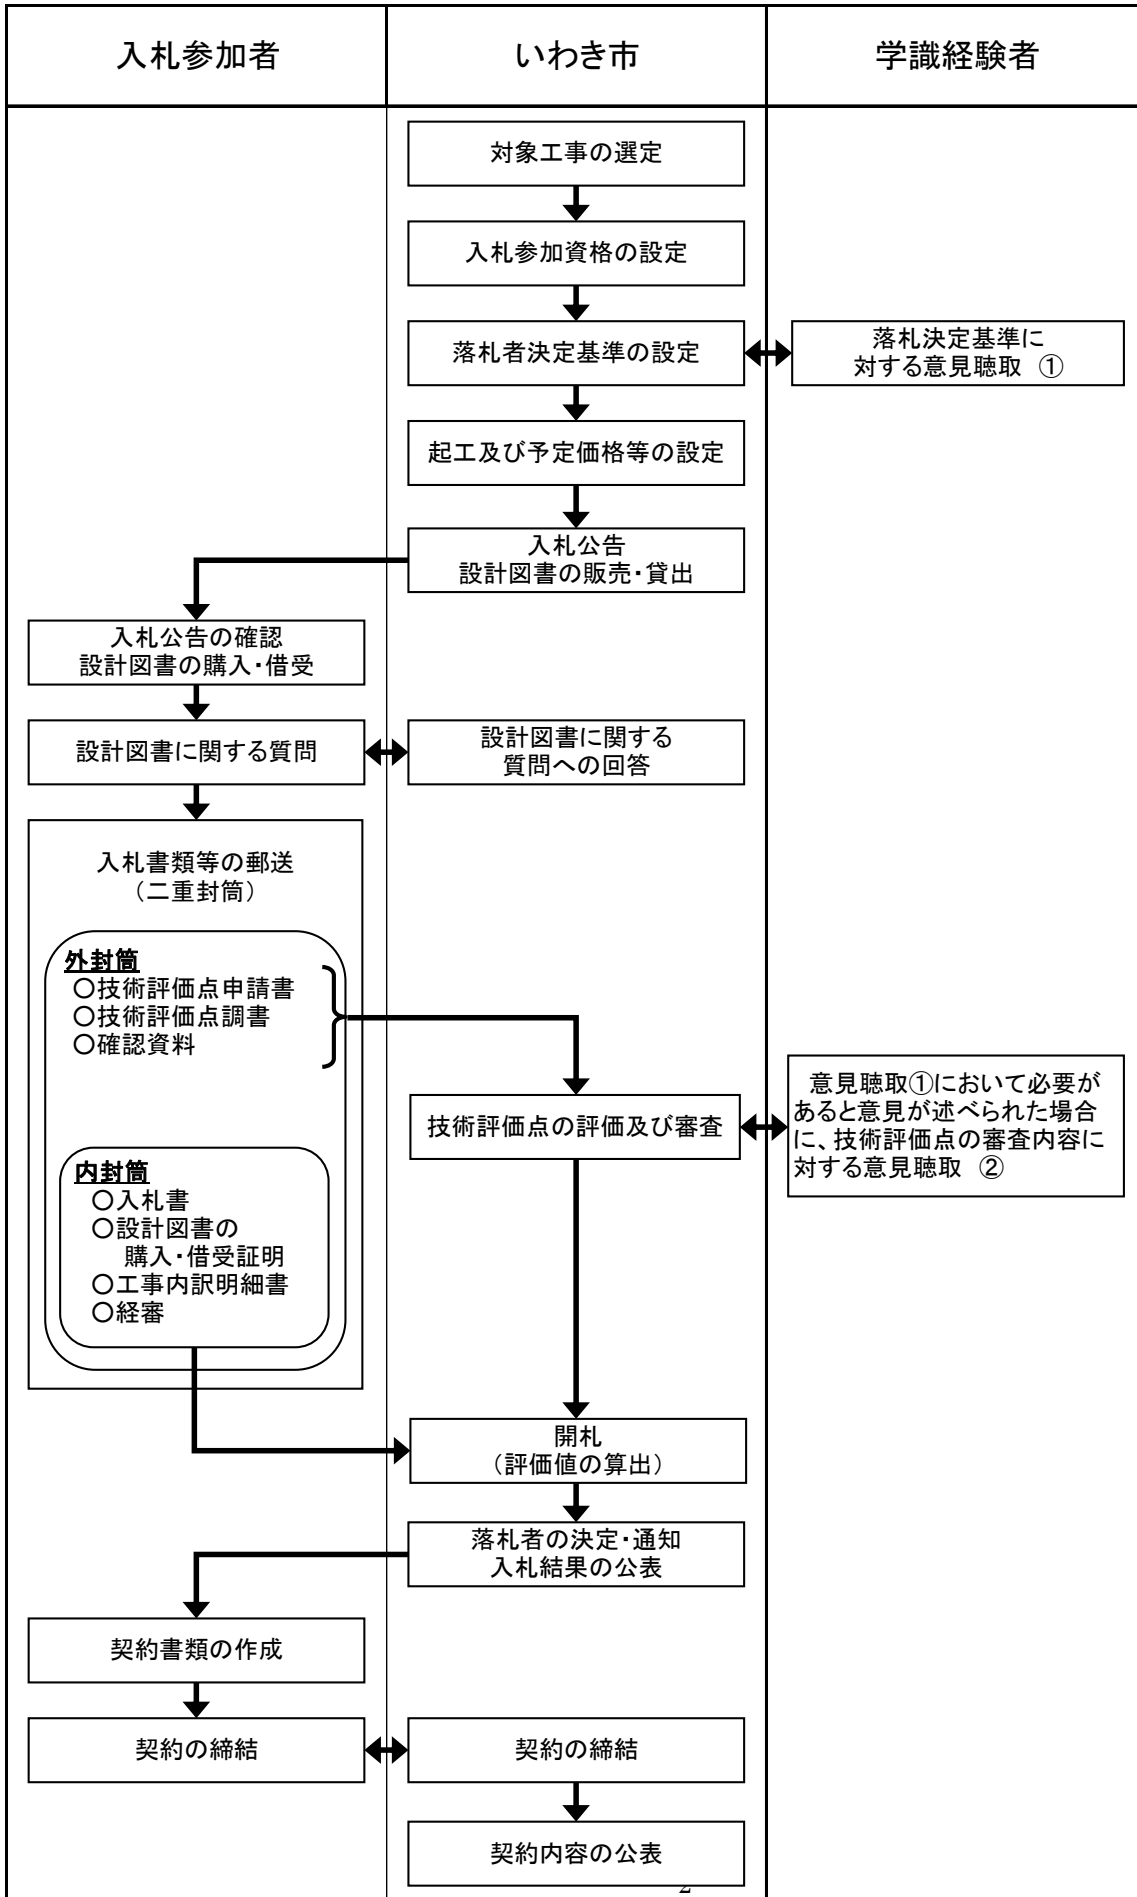 入札参加者
いわき市
学識経験者
対象工事の選定
入札参加資格の設定
落札者決定基準の設定
落札決定基準に
対する意見聴取 ①
起工及び予定価格等の設定
入札公告
設計図書の販売・貸出
入札公告の確認
設計図書の購入・借受
設計図書に関する質問
設計図書に関する
質問への回答
入札書類等の郵送
（二重封筒）
外封筒
○技術評価点申請書
○技術評価点調書
○確認資料
技術評価点の評価及び審査
意見聴取①において必要が
あると意見が述べられた場合
に、技術評価点の審査内容に
対する意見聴取 ②
内封筒
○入札書
○設計図書の
購入・借受証明
○工事内訳明細書
○経審
開札
（評価値の算出）
落札者の決定・通知
入札結果の公表
契約書類の作成
契約の締結
契約の締結
契約内容の公表
2